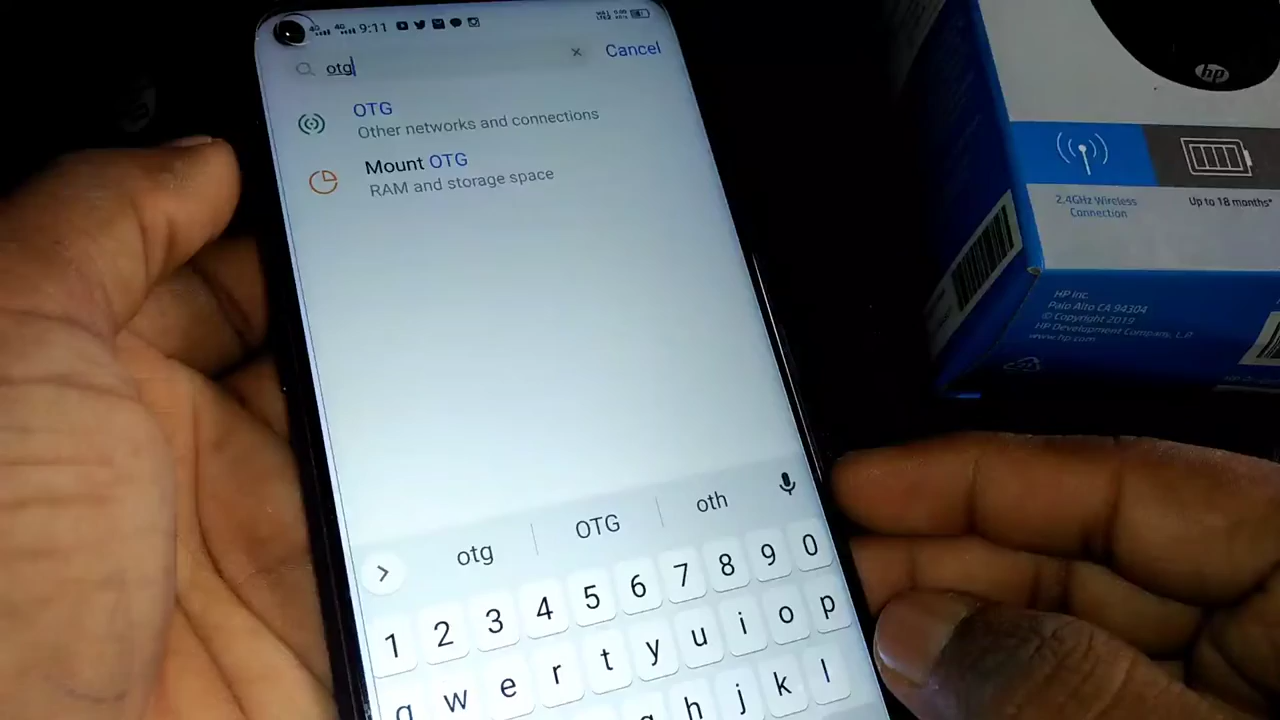 4G 4G 9:11
otg
Cancel
OTG
Other networks and connections
Mount OTG
RAM and storage space
otg OTG oth
1 2 3 4 5 6 7 8 9 0
q w e r t y u i o p
g h j k l
hp
2.4GHz Wireless
Connection
Up to 18 months*
HP Inc.
Palo Alto CA 94304
© Copyright 2019
HP Development Company, L.P.
www.hp.com